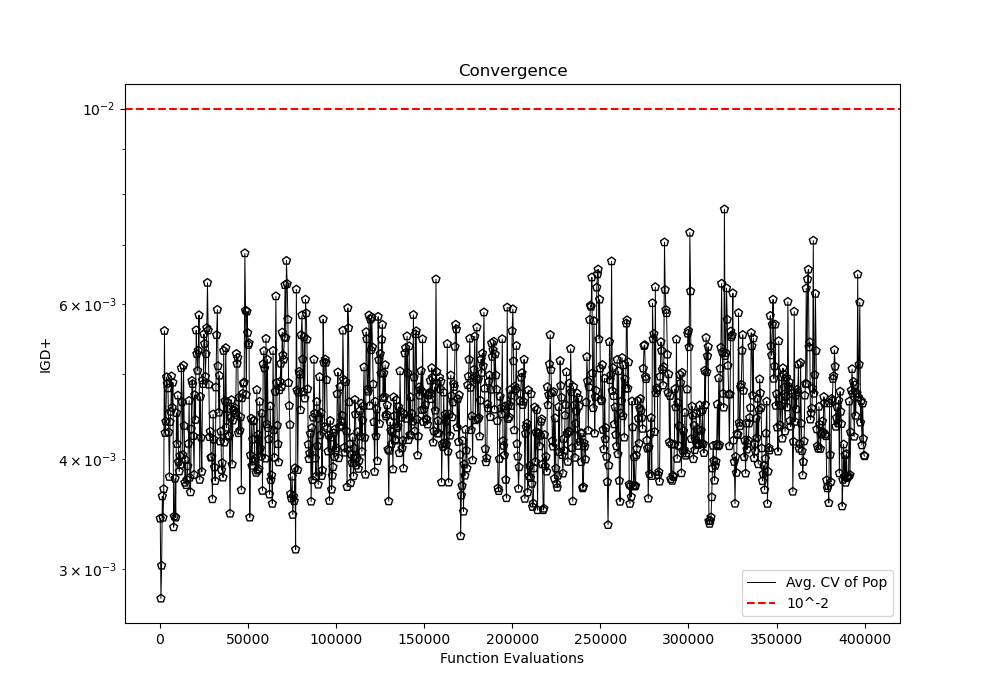 Convergence
IGD+
10⁻²
6 × 10⁻³
4 × 10⁻³
3 × 10⁻³
0 50000 100000 150000 200000 250000 300000 350000 400000
Function Evaluations
Avg. CV of Pop
10^-2